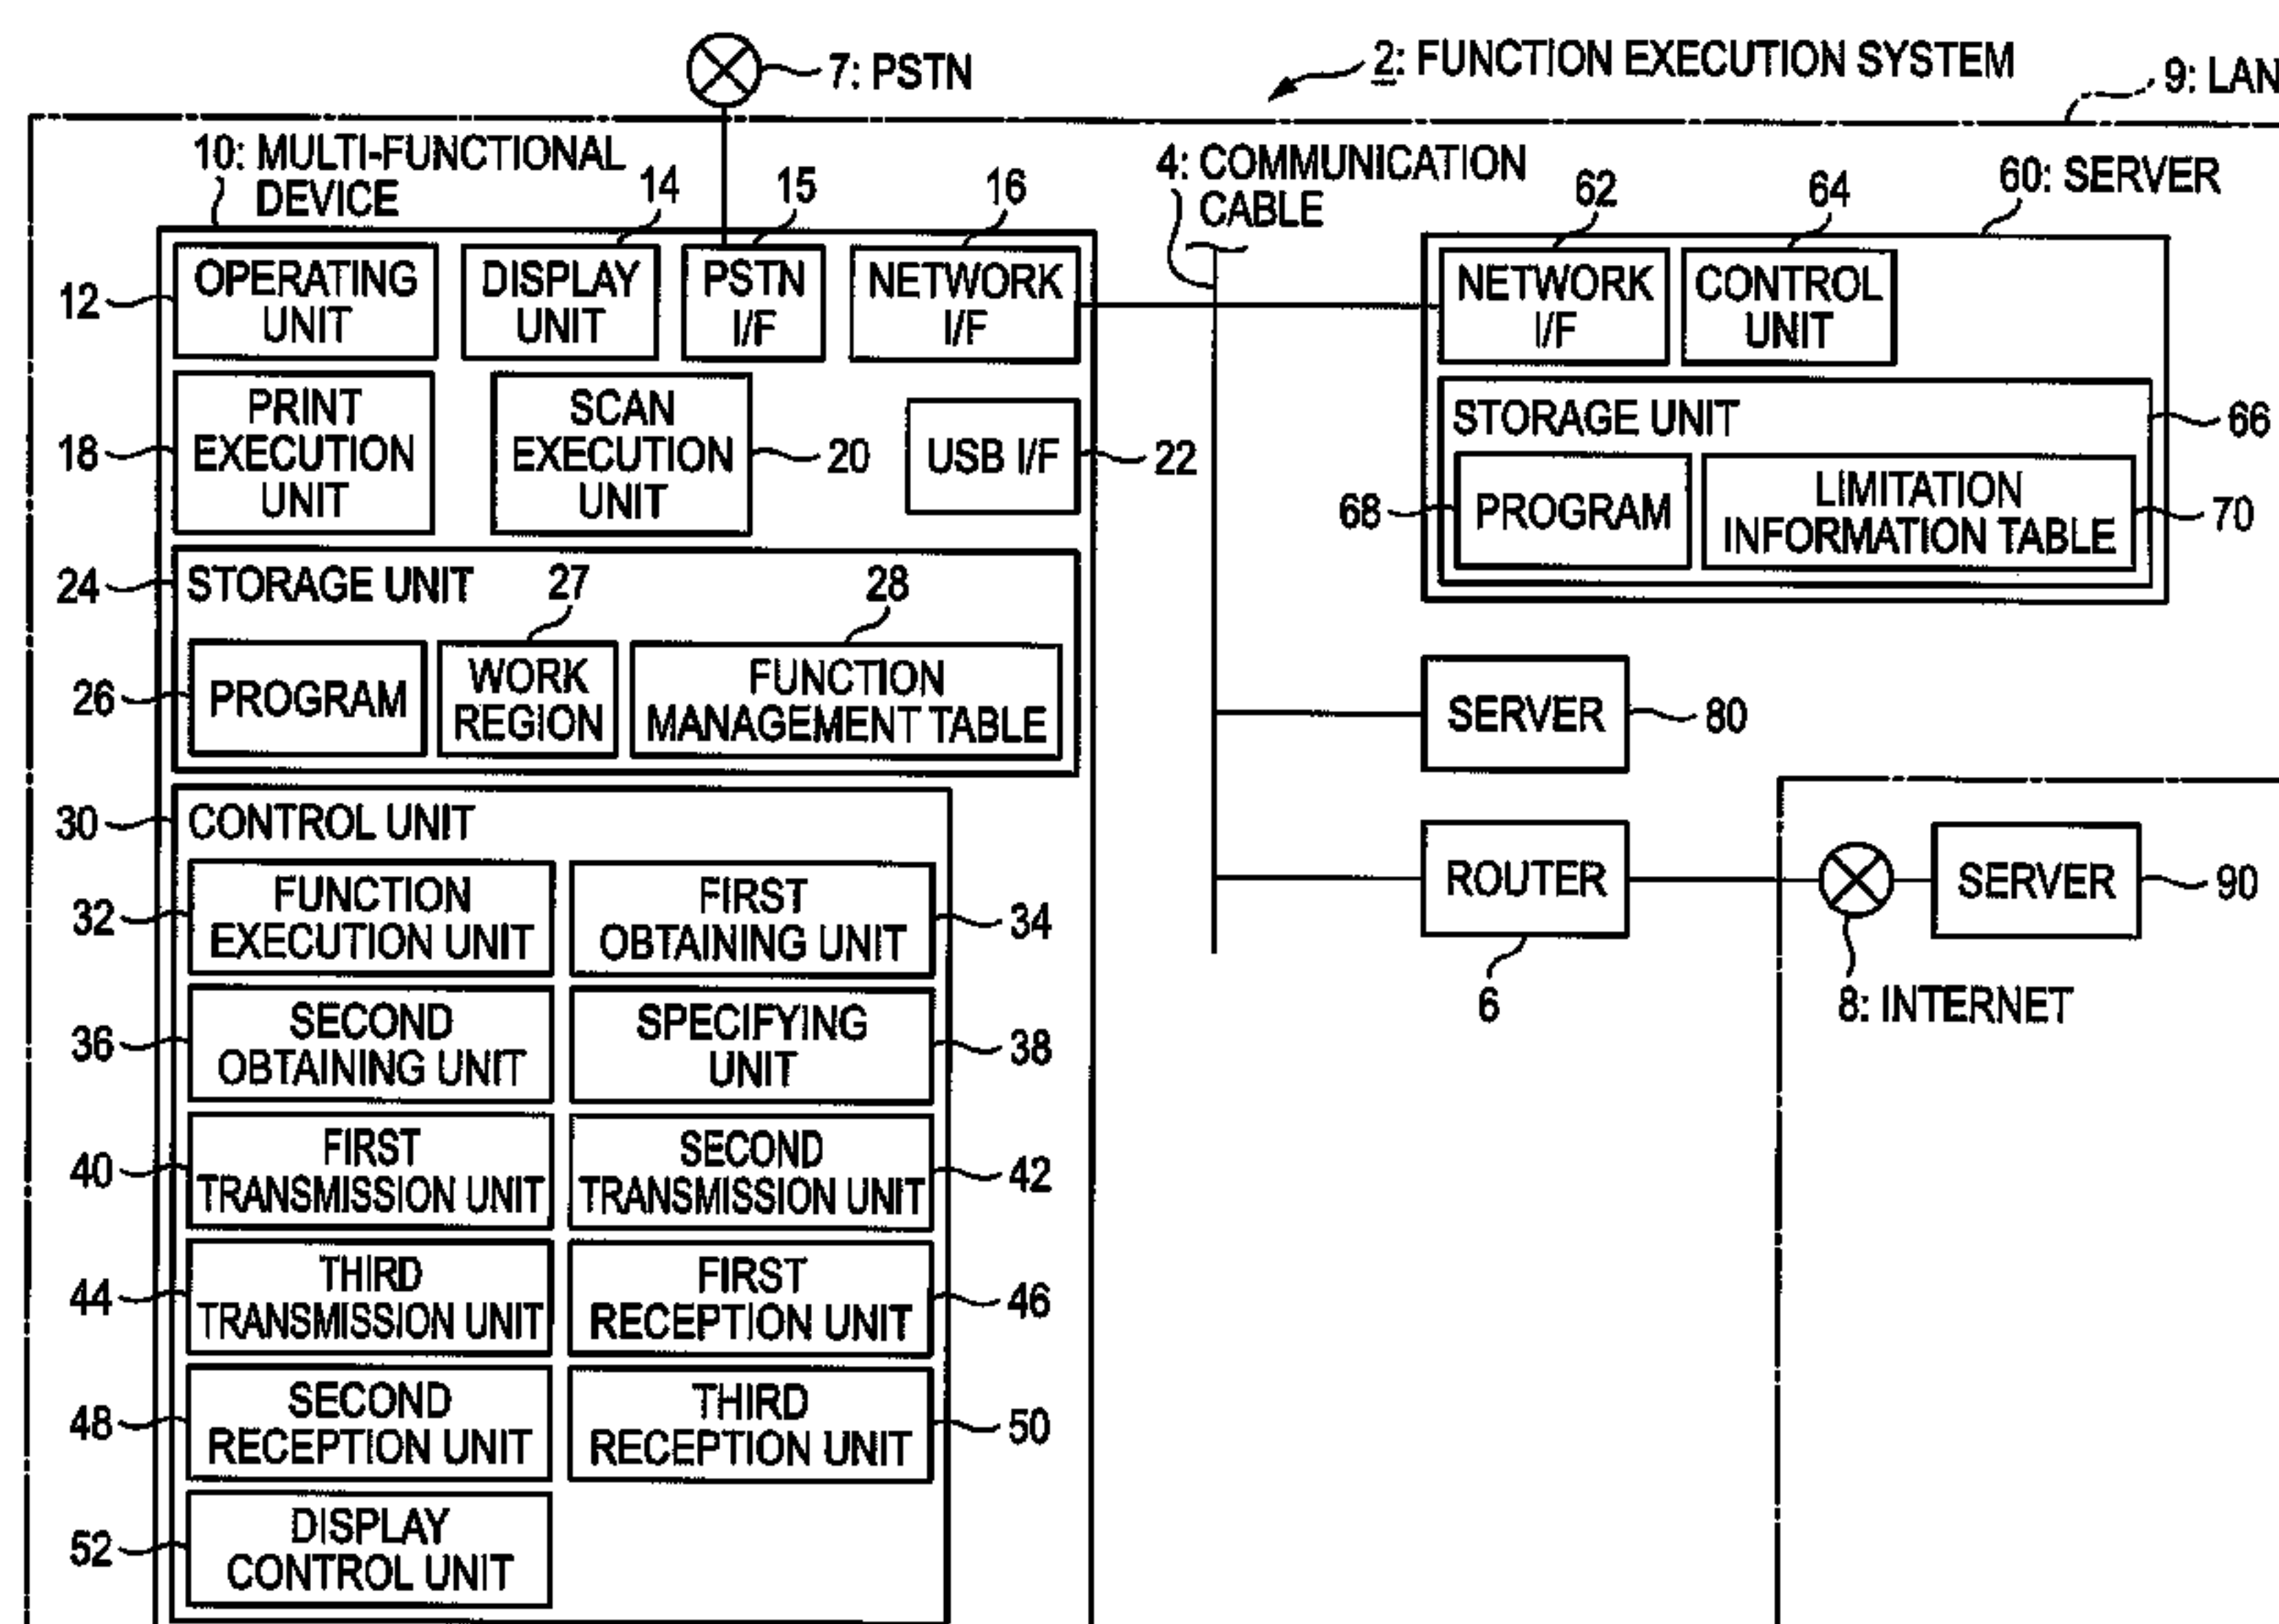 7: PSTN
2: FUNCTION EXECUTION SYSTEM
9: LAN
10: MULTI-FUNCTIONAL
DEVICE
14
15
16
4: COMMUNICATION
CABLE
62
64
60: SERVER
12
OPERATING
UNIT
DISPLAY
UNIT
PSTN
I/F
NETWORK
I/F
NETWORK
I/F
CONTROL
UNIT
18
PRINT
EXECUTION
UNIT
SCAN
EXECUTION
UNIT
20
USB I/F
22
STORAGE UNIT
66
68
PROGRAM
LIMITATION
INFORMATION TABLE
70
24
STORAGE UNIT
27
28
26
PROGRAM
WORK
REGION
FUNCTION
MANAGEMENT TABLE
SERVER
80
30
CONTROL UNIT
32
FUNCTION
EXECUTION UNIT
FIRST
OBTAINING UNIT
34
ROUTER
6
SERVER
90
8: INTERNET
36
SECOND
OBTAINING UNIT
SPECIFYING
UNIT
38
40
FIRST
TRANSMISSION UNIT
SECOND
TRANSMISSION UNIT
42
44
THIRD
TRANSMISSION UNIT
FIRST
RECEPTION UNIT
46
48
SECOND
RECEPTION UNIT
THIRD
RECEPTION UNIT
50
52
DISPLAY
CONTROL UNIT